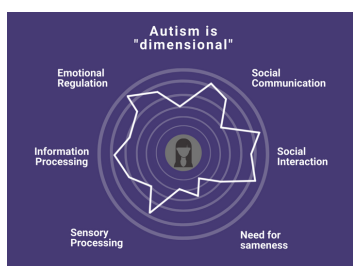 Autism is
"dimensional"
Emotional
Regulation
Social
Communication
Information
Processing
Social
Interaction
Sensory
Processing
Need for
sameness